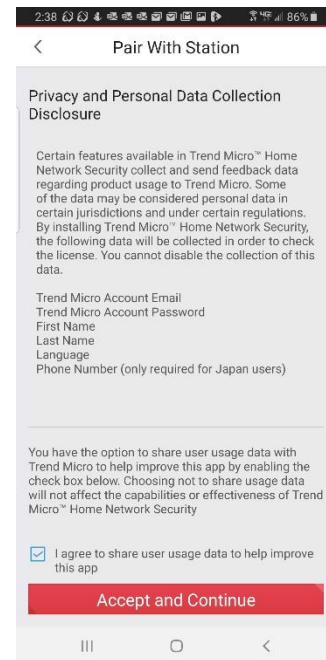 2:38 86%
Pair With Station
Privacy and Personal Data Collection
Disclosure
Certain features available in Trend Micro™ Home
Network Security collect and send feedback data
regarding product usage to Trend Micro. Some
of the data may be considered personal data in
certain jurisdictions and under certain regulations.
By installing Trend Micro™ Home Network Security,
the following data will be collected in order to check
the license. You cannot disable the collection of this
data.
Trend Micro Account Email
Trend Micro Account Password
First Name
Last Name
Language
Phone Number (only required for Japan users)
You have the option to share user usage data with
Trend Micro to help improve this app by enabling the
check box below. Choosing not to share usage data
will not affect the capabilities or effectiveness of Trend
Micro™ Home Network Security
I agree to share user usage data to help improve
this app
Accept and Continue